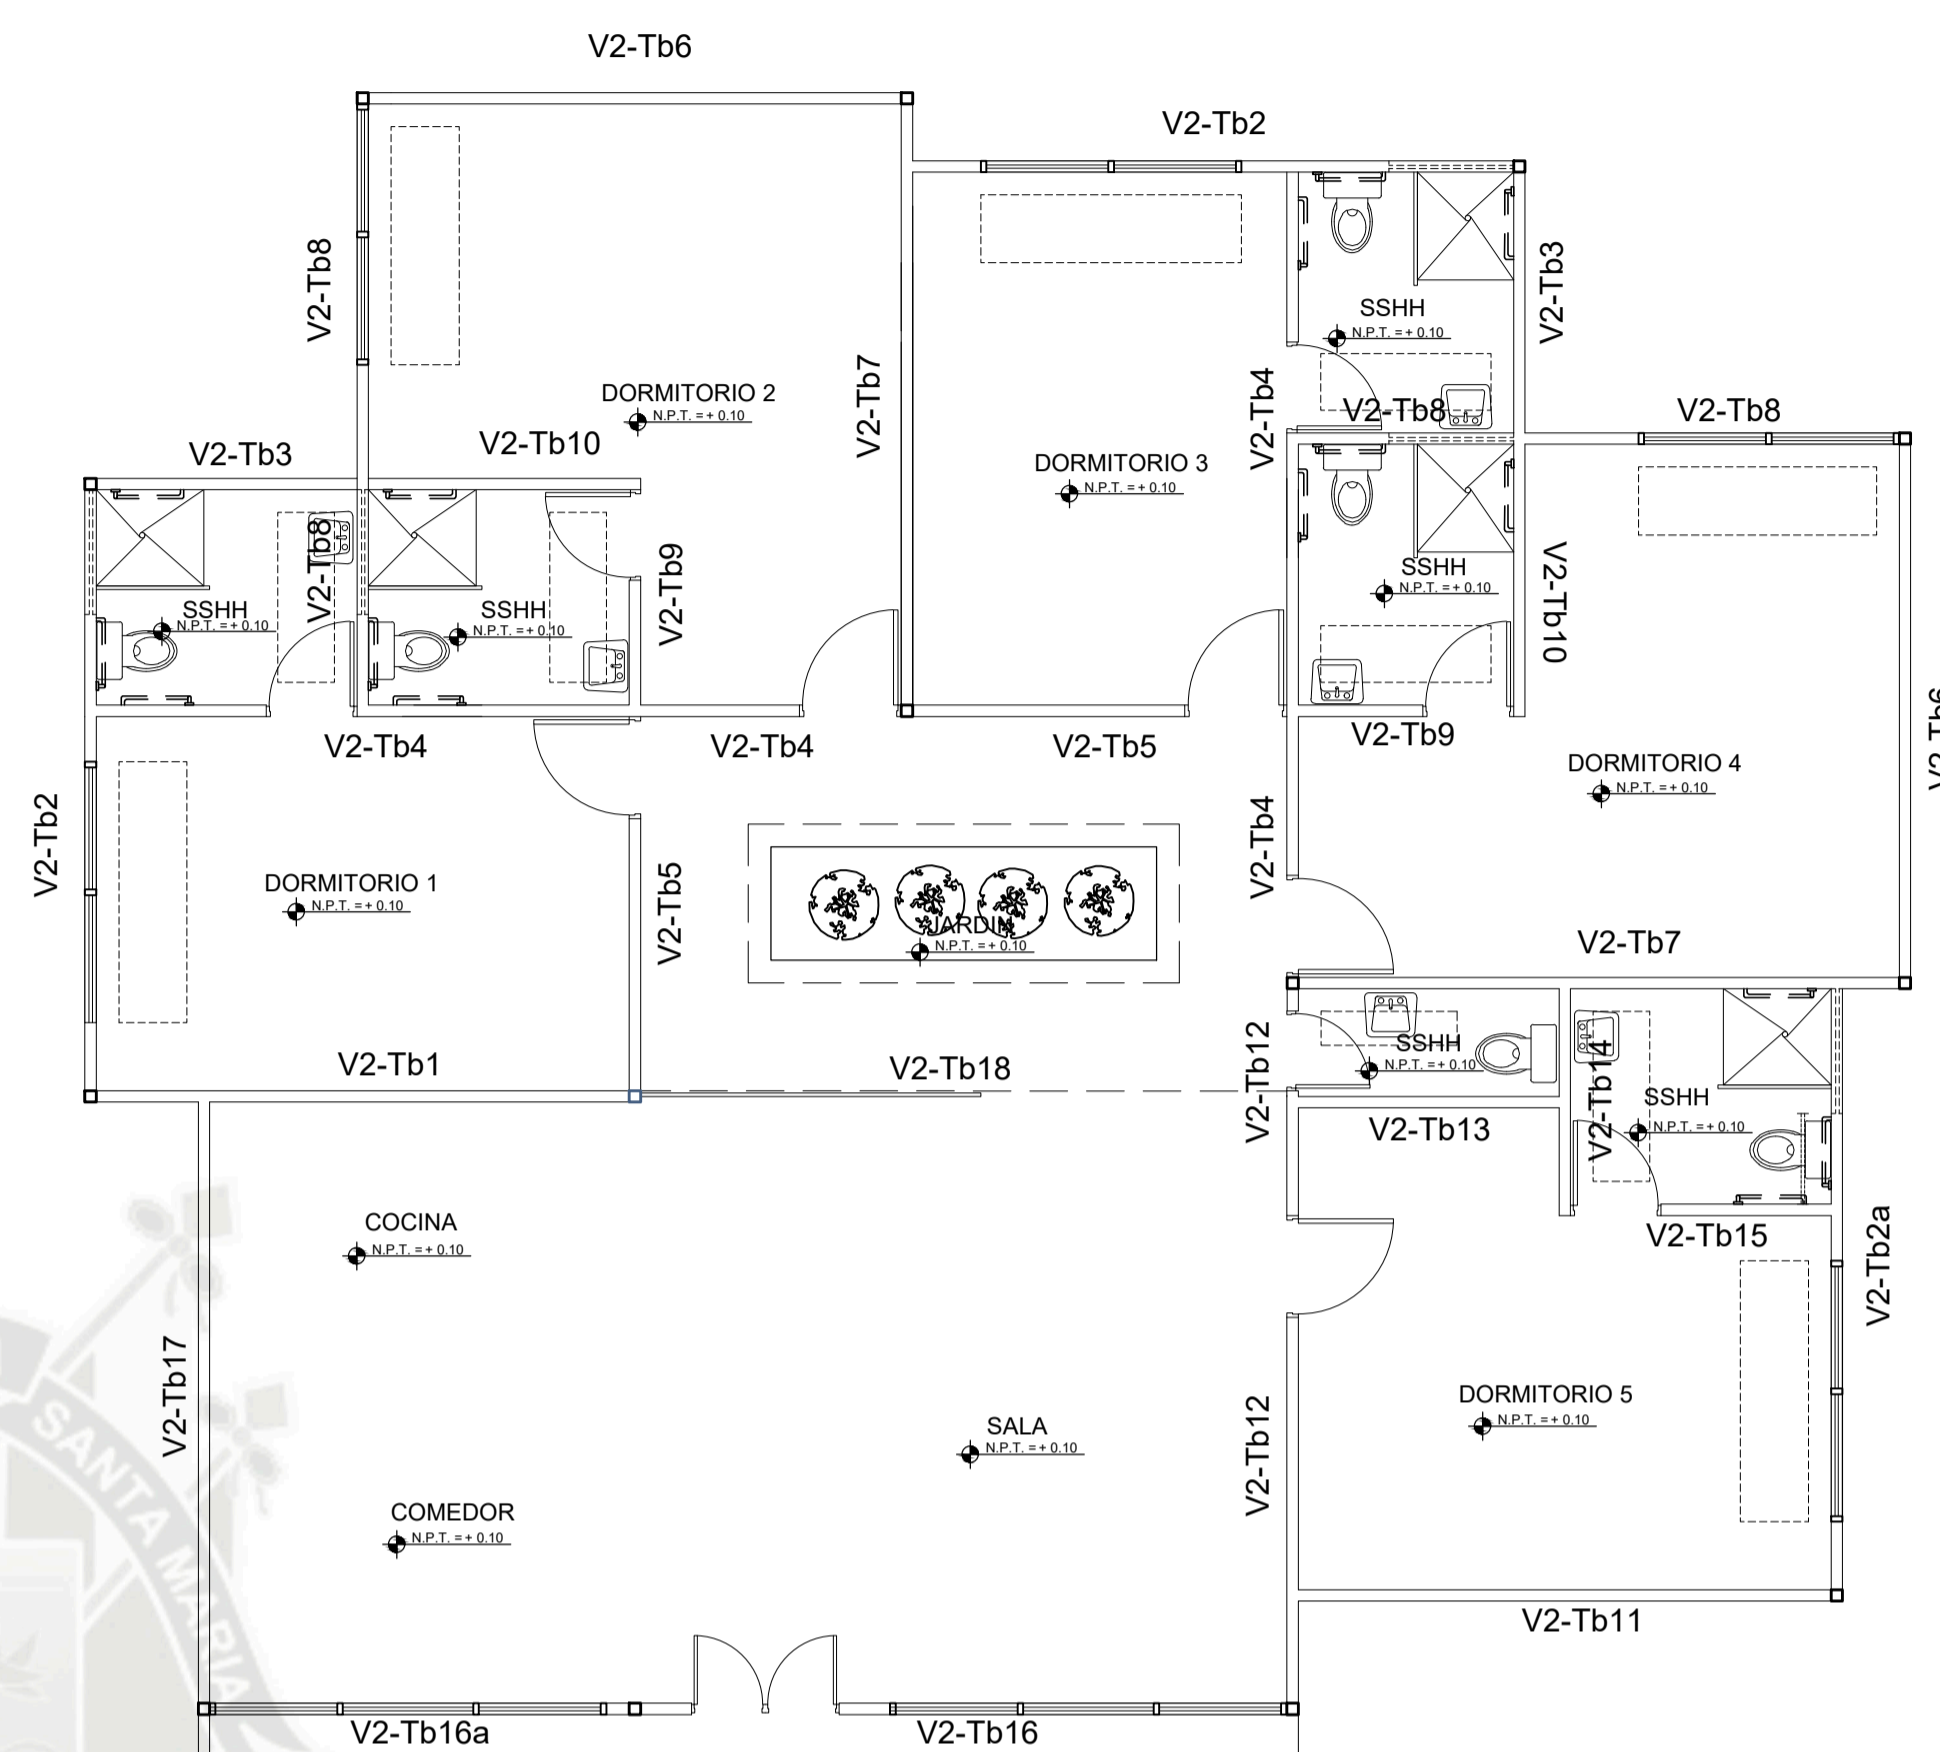 V2-Tb6
V2-Tb2
V2-Tb8
V2-Tb3
SSHH
N.P.T. = + 0.10
DORMITORIO 2
N.P.T. = + 0.10
V2-Tb7
V2-Tb4
V2-Tb8
V2-Tb8
V2-Tb3
V2-Tb10
DORMITORIO 3
N.P.T. = + 0.10
V2-Tb8
V2-Tb9
SSHH
N.P.T. = + 0.10
V2-Tb10
SSHH
N.P.T. = + 0.10
SSHH
N.P.T. = + 0.10
V2-Tb4
V2-Tb4
V2-Tb5
V2-Tb9
V2-Tb6
DORMITORIO 4
N.P.T. = + 0.10
V2-Tb2
V2-Tb4
DORMITORIO 1
N.P.T. = + 0.10
V2-Tb5
JARDIN
N.P.T. = + 0.10
V2-Tb7
V2-Tb1
V2-Tb18
V2-Tb12
SSHH
N.P.T. = + 0.10
V2-Tb14
SSHH
N.P.T. = + 0.10
V2-Tb13
V2-Tb15
V2-Tb2a
COCINA
N.P.T. = + 0.10
V2-Tb17
SALA
N.P.T. = + 0.10
V2-Tb12
DORMITORIO 5
N.P.T. = + 0.10
COMEDOR
N.P.T. = + 0.10
V2-Tb11
V2-Tb16a
V2-Tb16
SANTA MARIA